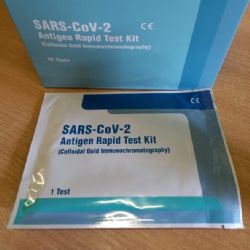 SARS-CoV-2
CE
Antigen Rapid Test Kit
(Colloidal Gold Immunochromatography)
CE
SARS-CoV-2
Antigen Rapid Test Kit
(Colloidal Gold Immunochromatography)
1 Test